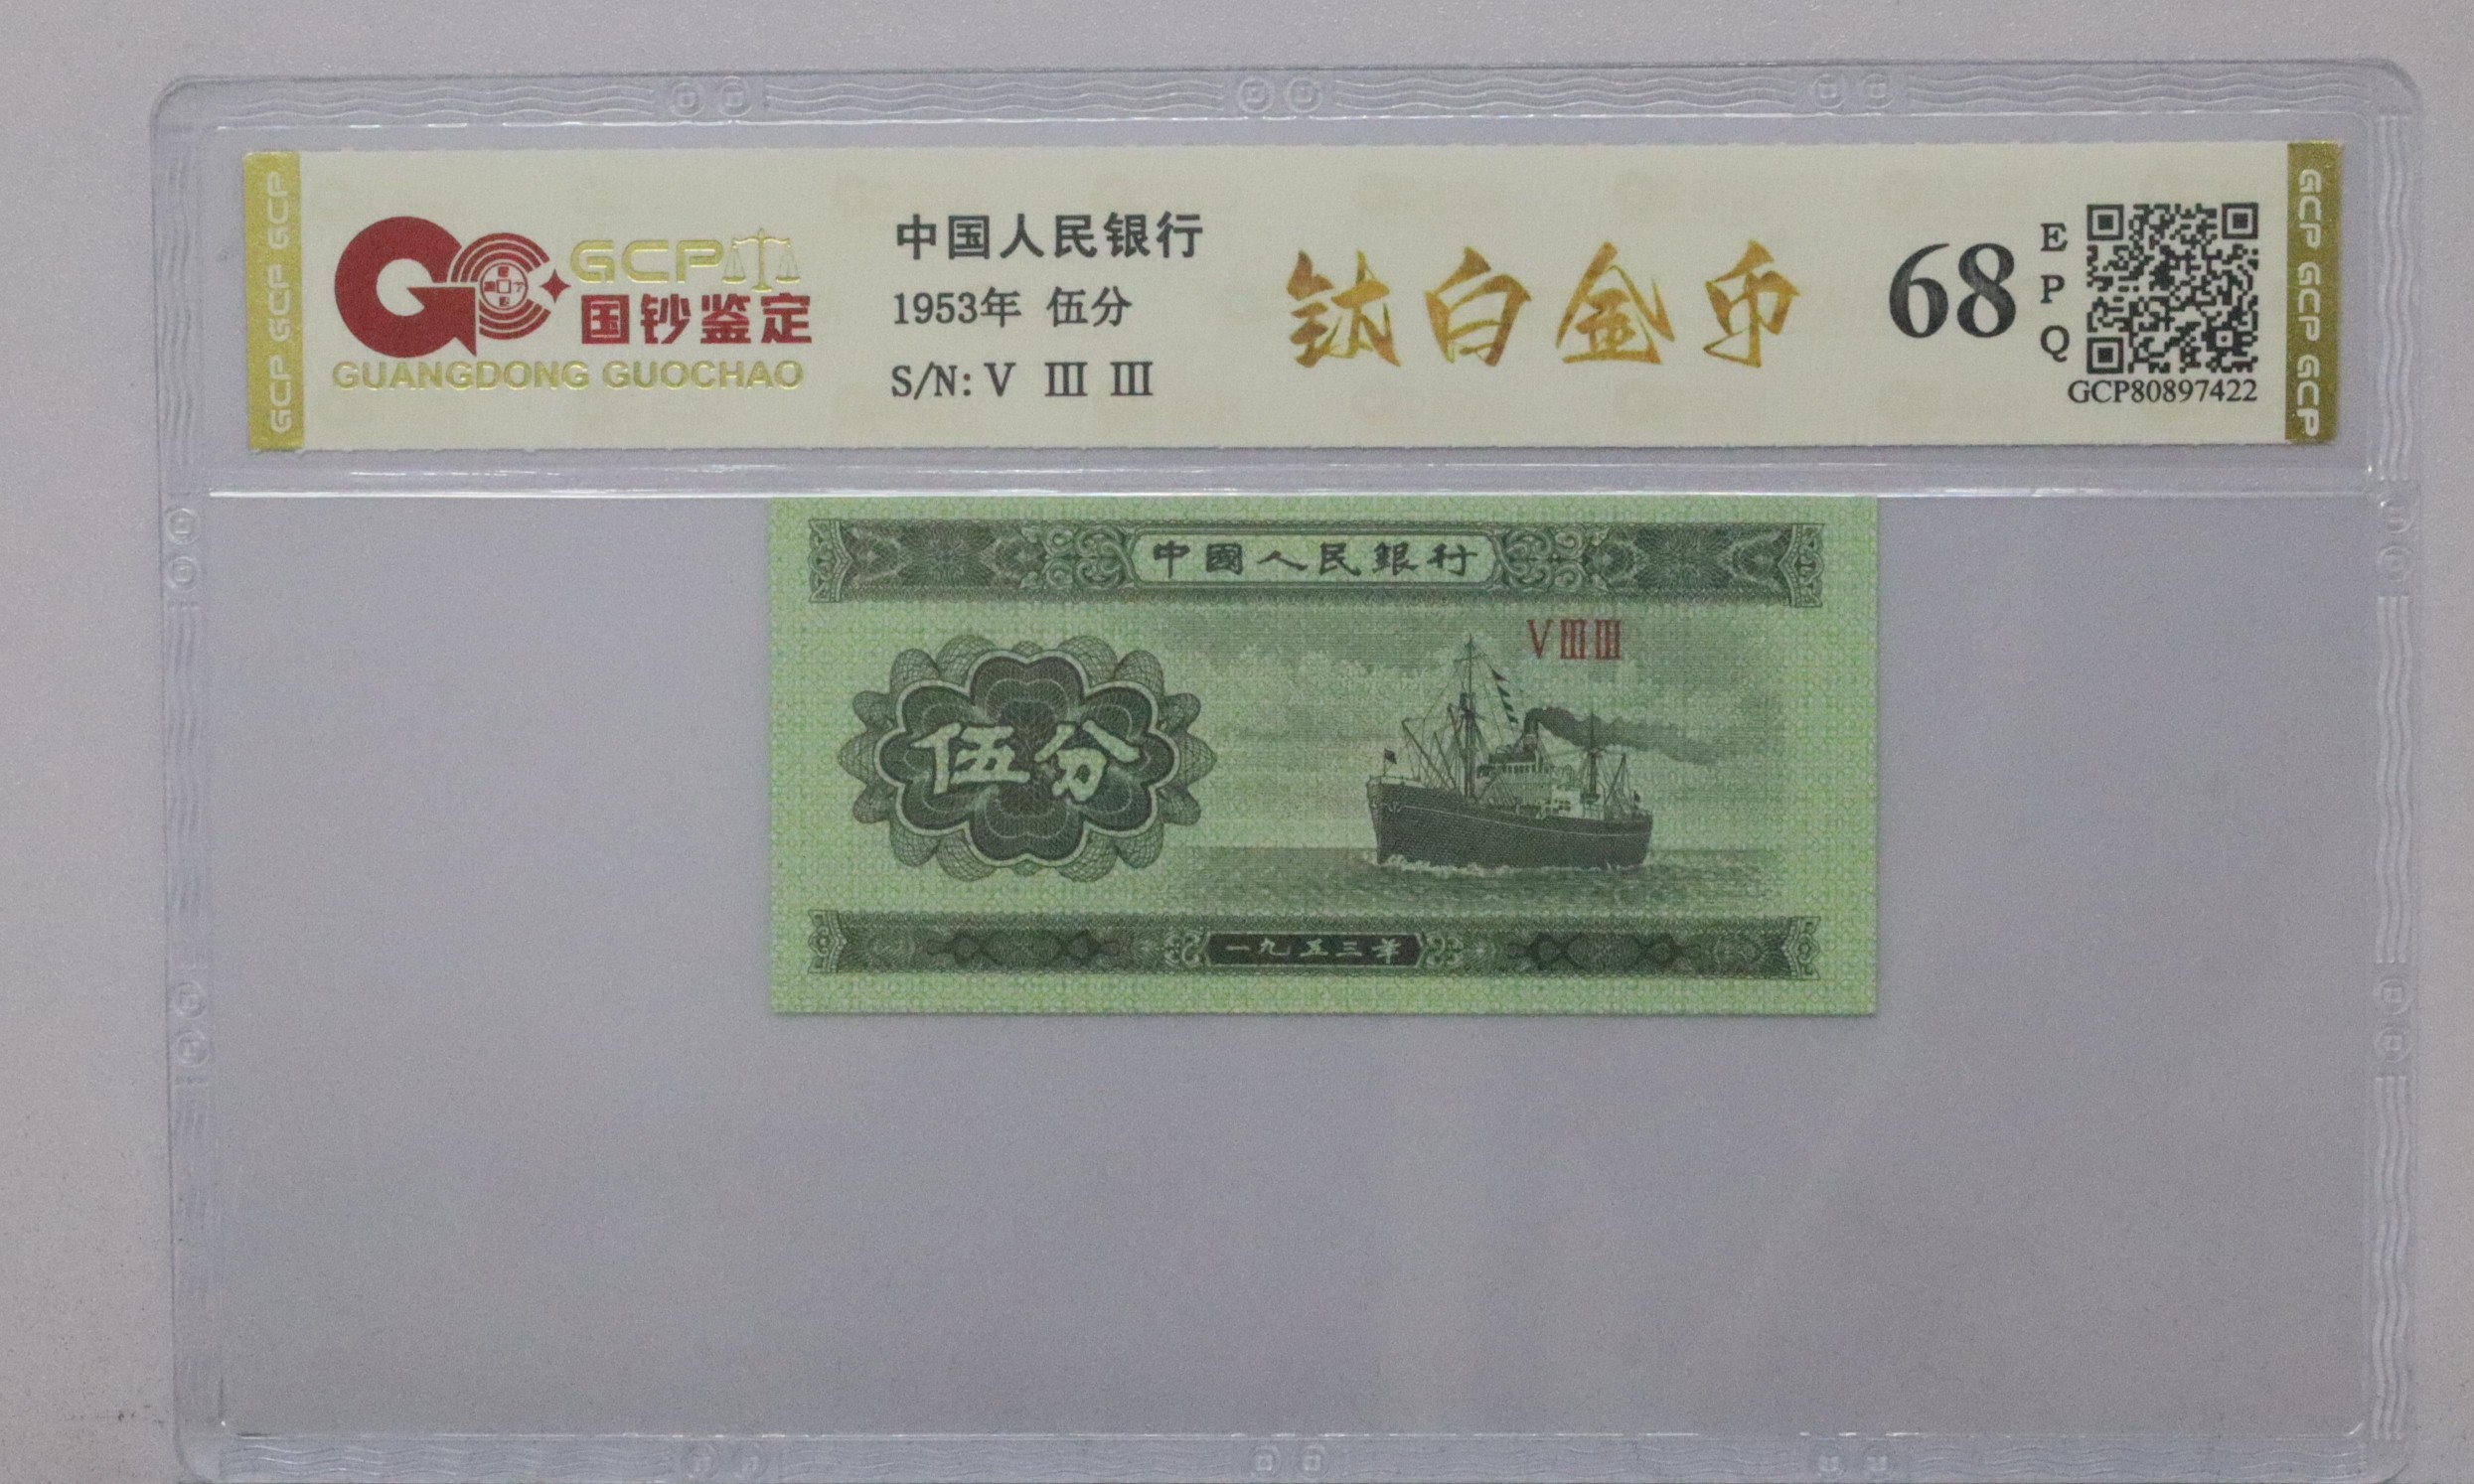 GCP GCP GCP
GCP
国钞鉴定
GUANGDONG GUOCHAO
中国人民银行
1953年 伍分
S/N: V Ⅲ Ⅲ
钛白金币
68
E
P
Q
GCP80897422
GCP GCP GCP
中國人民銀行
V Ⅲ Ⅲ
伍分
一九五三年